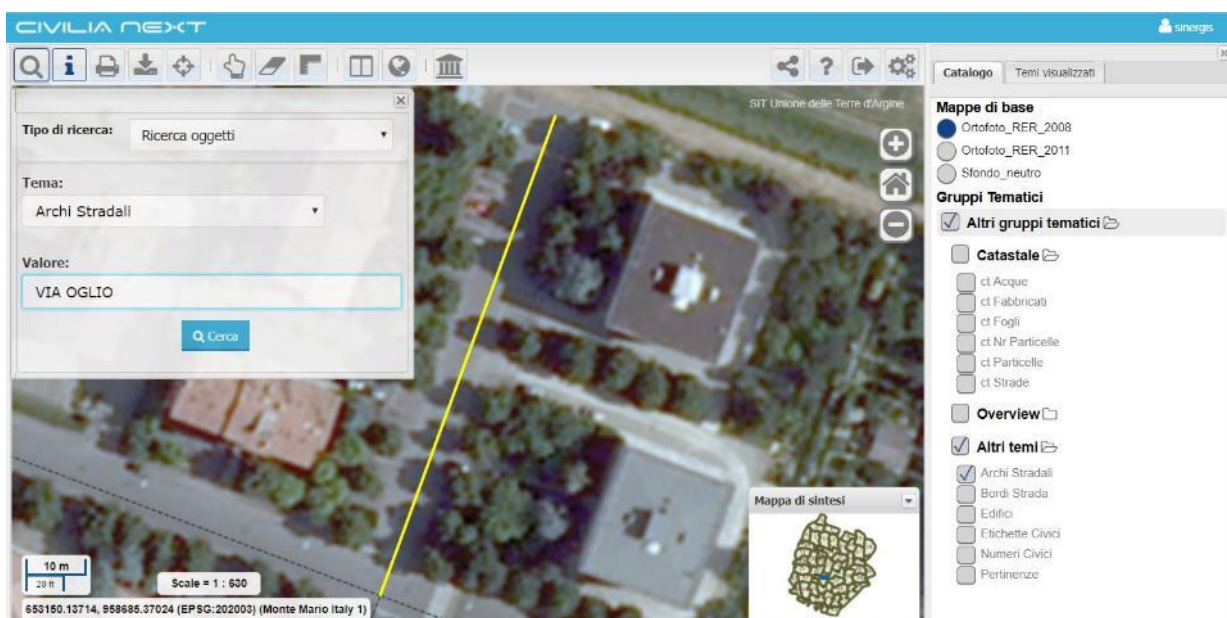 CIVILIA NEXT
sinergis
Tipo di ricerca:
Ricerca oggetti
Tema:
Archi Stradali
Valore:
VIA OGLIO
Cerca
SIT Unione delle Terre d'Argine
Mappa di sintesi
10 m
20 ft
Scale = 1 : 630
653150.13714, 958685.37024 (EPSG:202003) (Monte Mario Italy 1)
Catalogo
Temi visualizzati
Mappe di base
Ortofoto_RER_2008
Ortofoto_RER_2011
Sfondo_neutro
Gruppi Tematici
Altri gruppi tematici
Catastale
ct Acque
ct Fabbricati
ct Fogli
ct Nr Particelle
ct Particelle
ct Strade
Overview
Altri temi
Archi Stradali
Bordi Strada
Edifici
Etichette Civici
Numeri Civici
Pertinenze